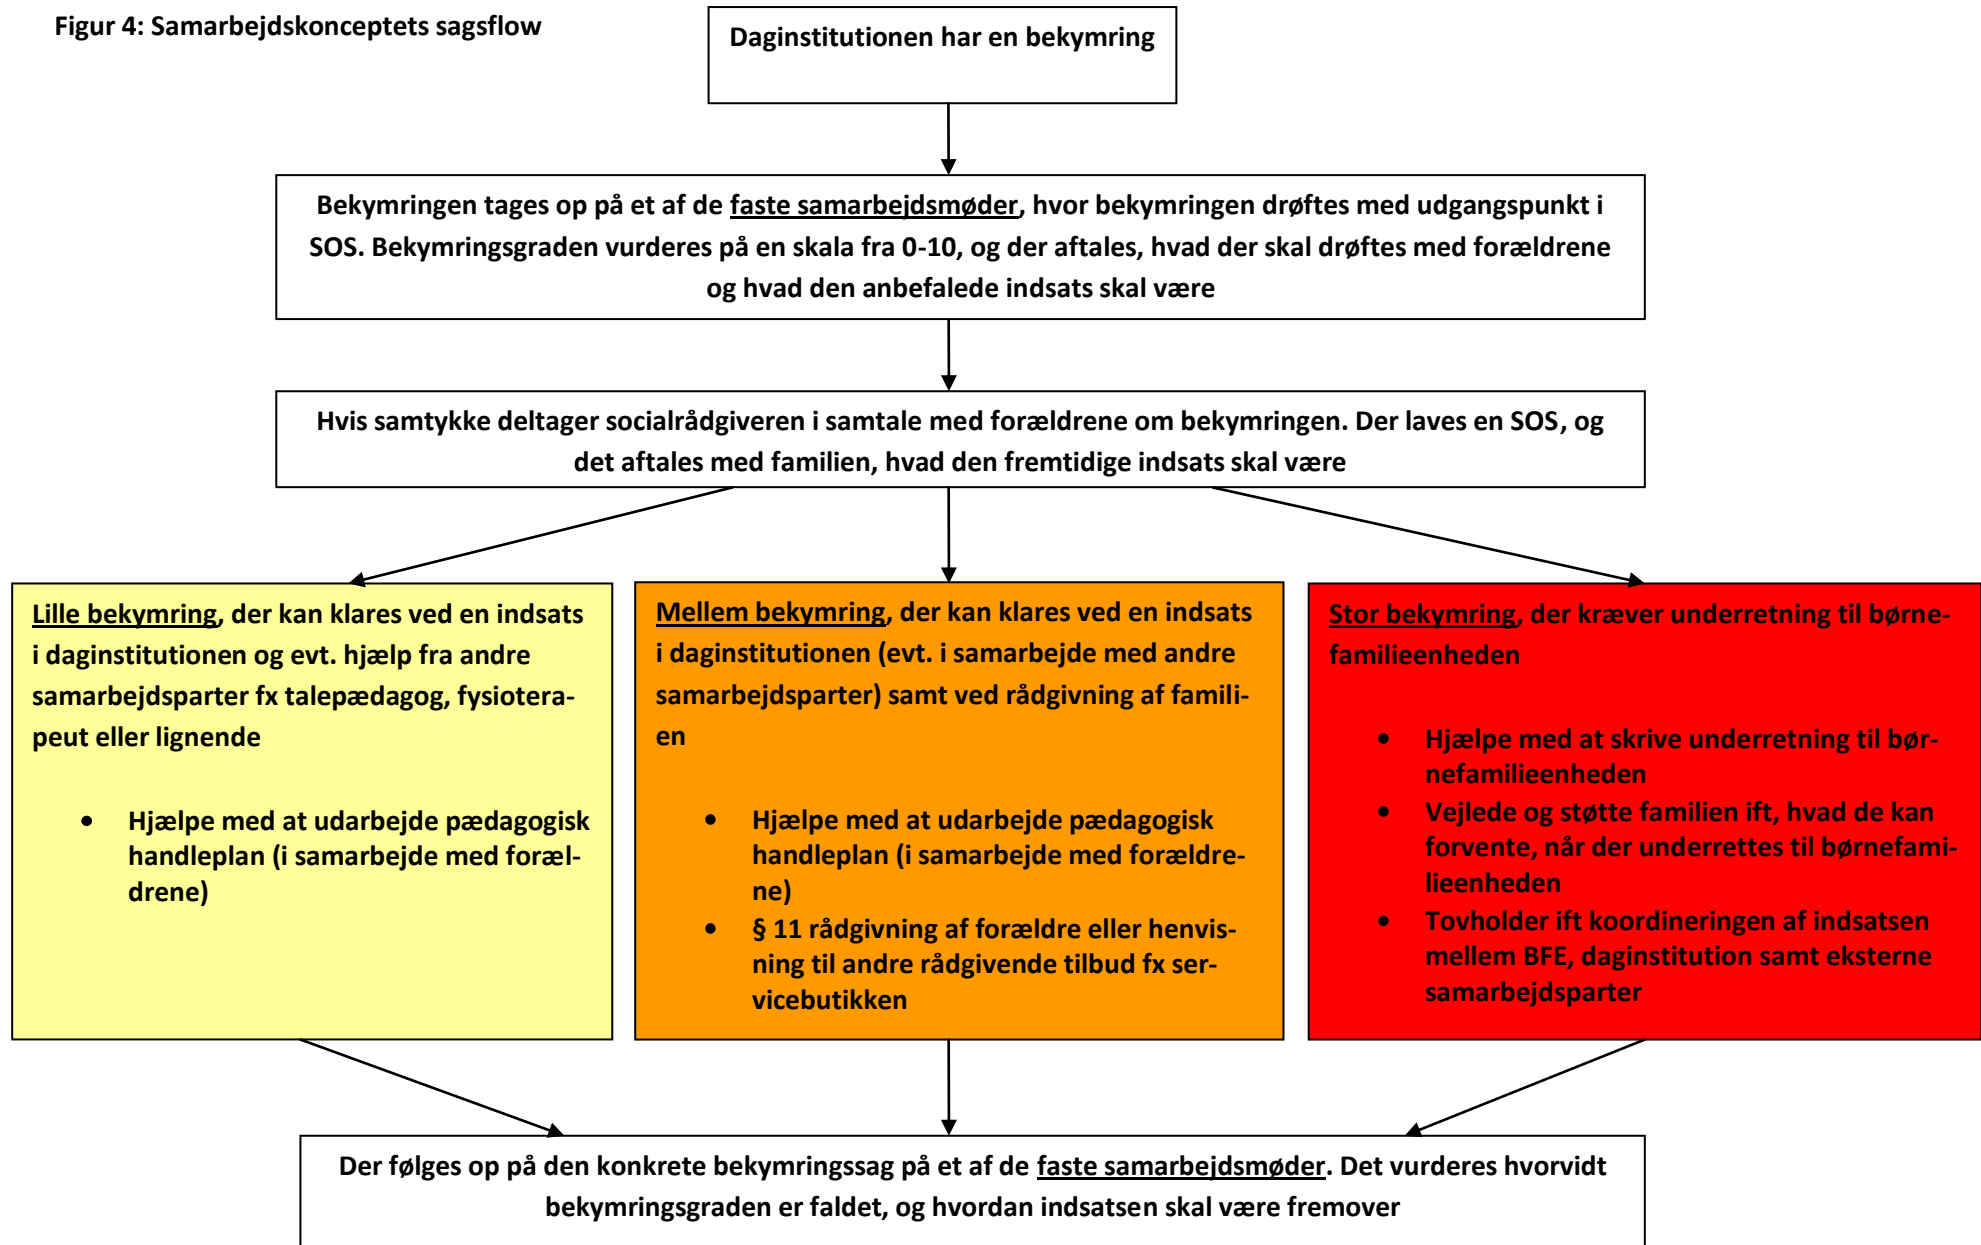 Figur 4: Samarbejdskonceptets sagsflow
Daginstitutionen har en bekymring
Bekymringen tages op på et af de faste samarbejdsmøder, hvor bekymringen drøftes med udgangspunkt i
SOS. Bekymringsgraden vurderes på en skala fra 0-10, og der aftales, hvad der skal drøftes med forældrene
og hvad den anbefalede indsats skal være
Hvis samtykke deltager socialrådgiveren i samtale med forældrene om bekymringen. Der laves en SOS, og
det aftales med familien, hvad den fremtidige indsats skal være
Lille bekymring, der kan klares ved en indsats
i daginstitutionen og evt. hjælp fra andre
samarbejdsparter fx talepædagog, fysiotera-
peut eller lignende
• Hjælpe med at udarbejde pædagogisk
handleplan (i samarbejde med foræl-
drene)
Mellem bekymring, der kan klares ved en indsats
i daginstitutionen (evt. i samarbejde med andre
samarbejdsparter) samt ved rådgivning af famili-
en
• Hjælpe med at udarbejde pædagogisk
handleplan (i samarbejde med forældre-
ne)
• § 11 rådgivning af forældre eller henvis-
ning til andre rådgivende tilbud fx ser-
vicebutikken
Stor bekymring, der kræver underretning til børne-
familieenheden
• Hjælpe med at skrive underretning til bør-
nefamilieenheden
• Vejlede og støtte familien ift, hvad de kan
forvente, når der underrettes til børnefami-
lieenheden
• Tovholder ift koordineringen af indsatsen
mellem BFE, daginstitution samt eksterne
samarbejdsparter
Der følges op på den konkrete bekymringssag på et af de faste samarbejdsmøder. Det vurderes hvorvidt
bekymringsgraden er faldet, og hvordan indsatsen skal være fremover